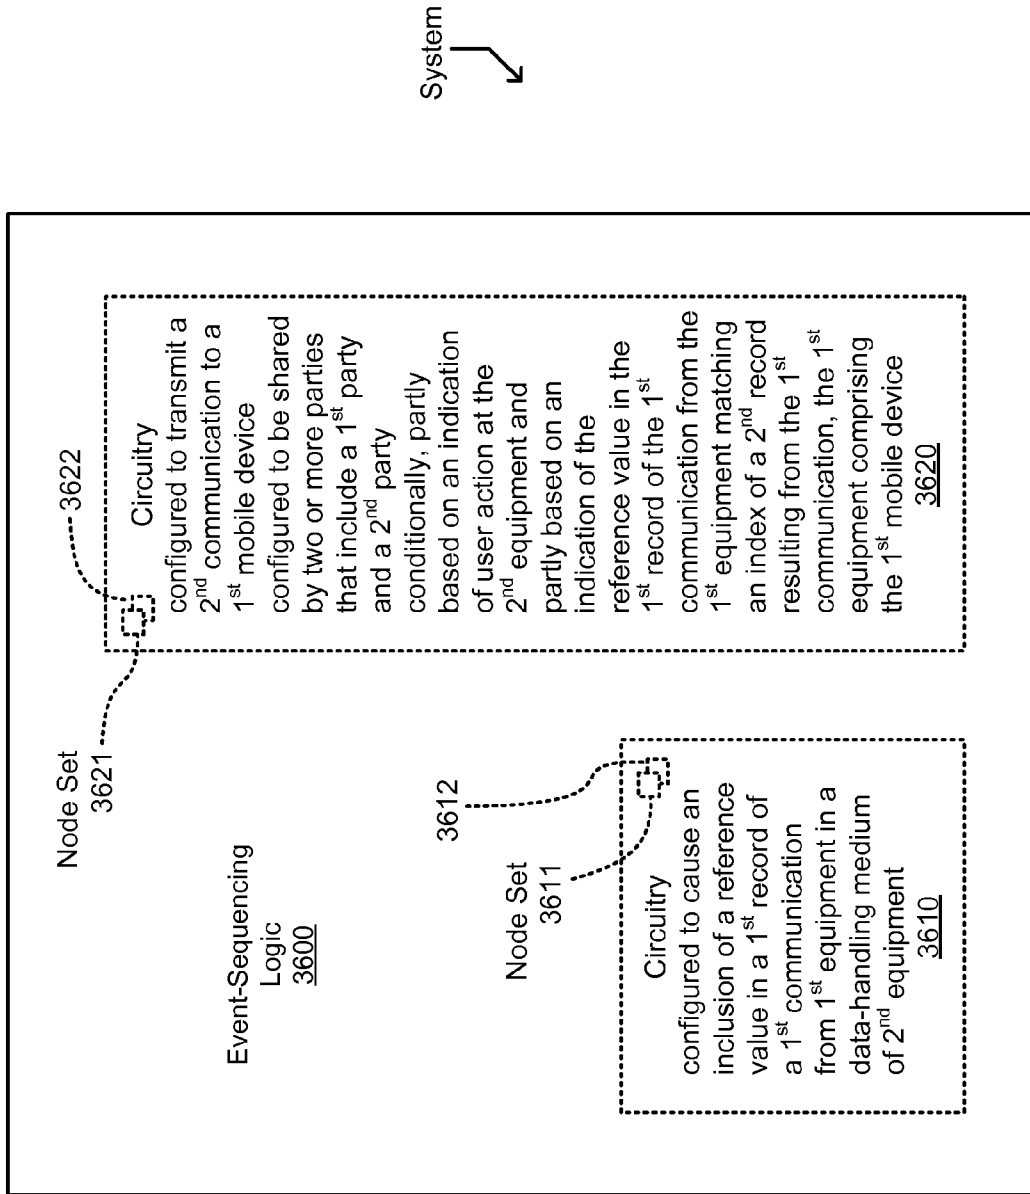 System
Event-Sequencing
Logic
3600
Node Set
3611
3612
Circuitry
configured to cause an
inclusion of a reference
value in a 1st record of
a 1st communication
from 1st equipment in a
data-handling medium
of 2nd equipment
3610
Node Set
3621
3622
Circuitry
configured to transmit a
2nd communication to a
1st mobile device
configured to be shared
by two or more parties
that include a 1st party
and a 2nd party
conditionally, partly
based on an indication
of user action at the
2nd equipment and
partly based on an
indication of the
reference value in the
1st record of the 1st
communication from the
1st equipment matching
an index of a 2nd record
resulting from the 1st
communication, the 1st
equipment comprising
the 1st mobile device
3620